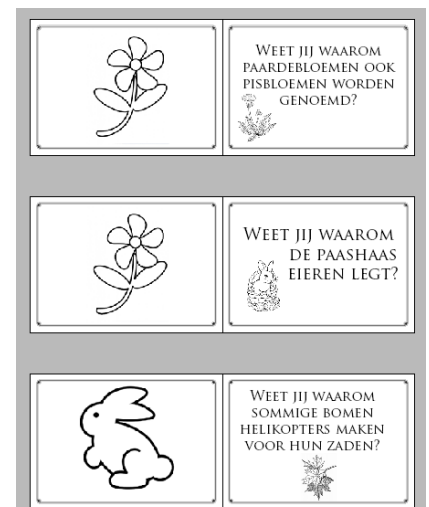 WEET JIJ WAAROM
PAARDEBLOEMEN OOK
PISBLOEMEN WORDEN
GENOEMD?
WEET JIJ WAAROM
DE PAASHAAS
EIEREN LEGT?
WEET JIJ WAAROM
SOMMIGE BOMEN
HELIKOPTERS MAKEN
VOOR HUN ZADEN?